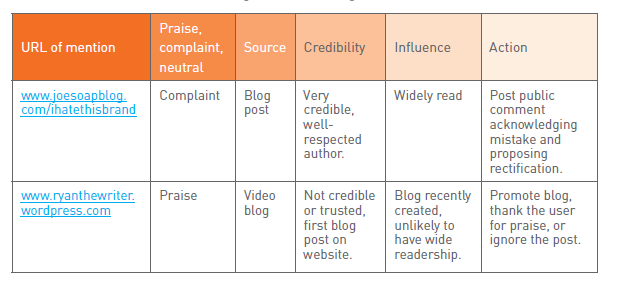 URL of mention
Praise,
complaint,
neutral
Source
Credibility
Influence
Action
www.joesoapblog.
com/ihatethisbrand
Complaint
Blog
post
Very
credible,
well-
respected
author.
Widely read
Post public
comment
acknowledging
mistake and
proposing
rectification.
www.ryanthewriter.
wordpress.com
Praise
Video
blog
Not credible
or trusted,
first blog
post on
website.
Blog recently
created,
unlikely to
have wide
readership.
Promote blog,
thank the user
for praise, or
ignore the post.